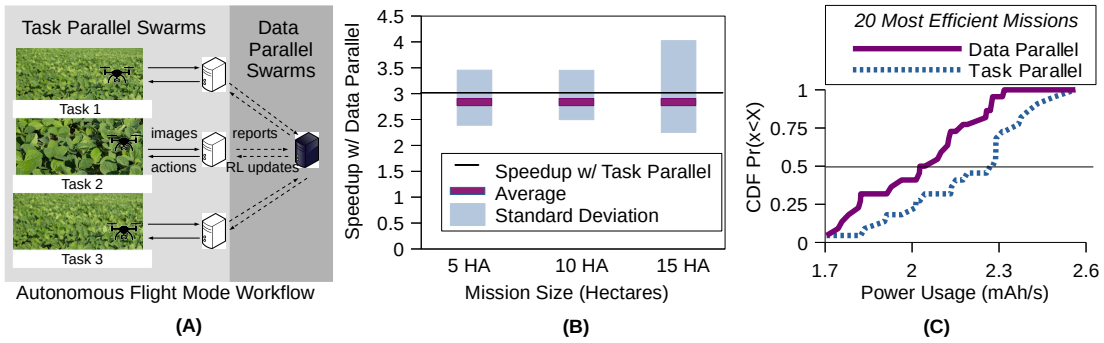 Task Parallel Swarms
Data
Parallel
Swarms
Task 1
images
reports
actions
RL updates
Task 2
Task 3
Autonomous Flight Mode Workflow
(A)
Speedup w/ Data Parallel
4.5
4
3.5
3
2.5
2
1.5
1
0.5
0
Speedup w/ Task Parallel
Average
Standard Deviation
5 HA
10 HA
15 HA
Mission Size (Hectares)
(B)
20 Most Efficient Missions
Data Parallel
Task Parallel
CDF Pr(x<X)
1
0.75
0.5
0.25
0
1.7
2
2.3
2.6
Power Usage (mAh/s)
(C)